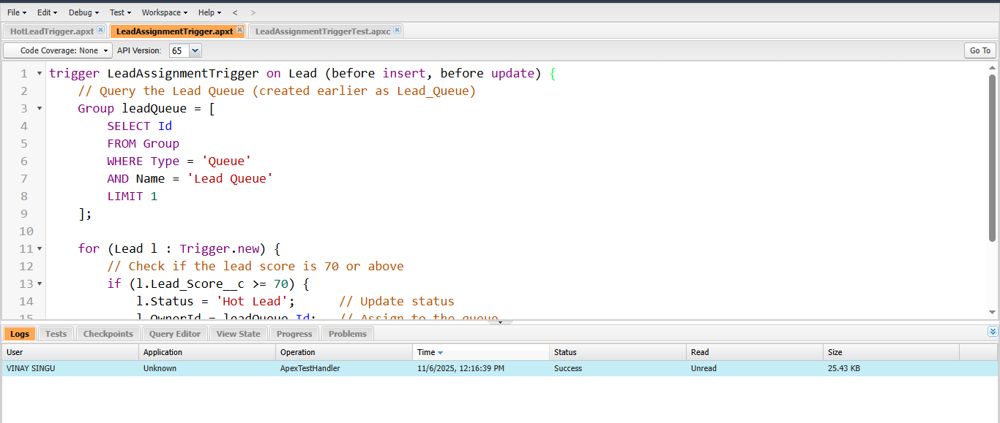 File Edit Debug Test Workspace Help < >
HotLeadTrigger.apxt LeadAssignmentTrigger.apxt LeadAssignmentTriggerTest.apxc
Code Coverage: None API Version: 65 Go To
1 trigger LeadAssignmentTrigger on Lead (before insert, before update) {
2 // Query the Lead Queue (created earlier as Lead_Queue)
3 Group leadQueue = [
4 SELECT Id
5 FROM Group
6 WHERE Type = 'Queue'
7 AND Name = 'Lead Queue'
8 LIMIT 1
9 ];
10
11 for (Lead l : Trigger.new) {
12 // Check if the lead score is 70 or above
13 if (l.Lead_Score__c >= 70) {
14 l.Status = 'Hot Lead'; // Update status
15 l.OwnerId = leadQueue.Id; // Assign to the queue
Logs Tests Checkpoints Query Editor View State Progress Problems
User Application Operation Time Status Read Size
VINAY SINGU Unknown ApexTestHandler 11/6/2025, 12:16:39 PM Success Unread 25.43 KB